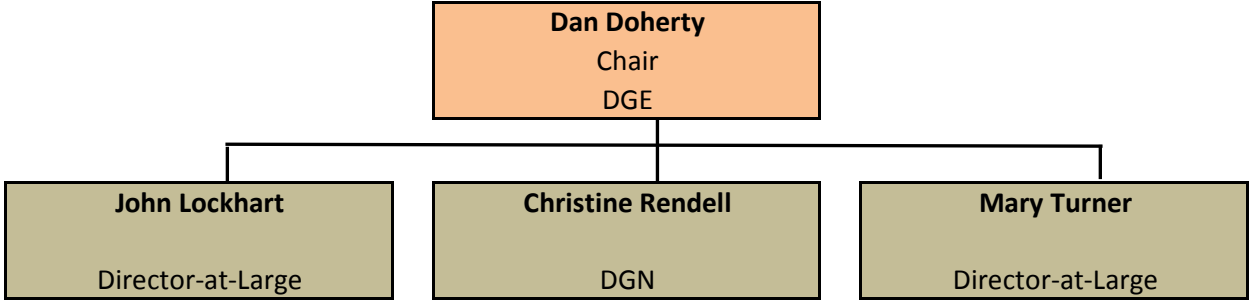 Dan Doherty
Chair
DGE
John Lockhart
Director-at-Large
Christine Rendell
DGN
Mary Turner
Director-at-Large